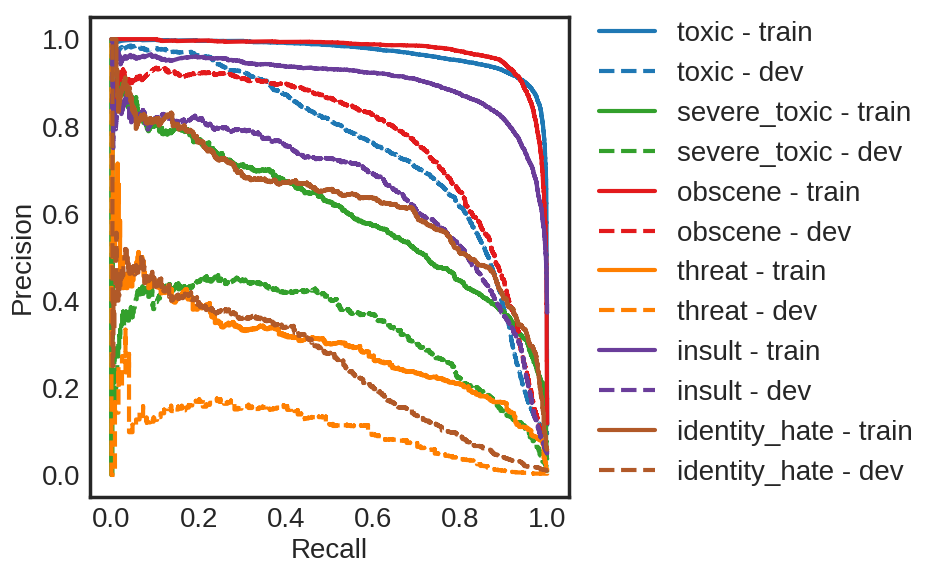 1.0
0.8
0.6
0.4
0.2
0.0
Precision
0.0 0.2 0.4 0.6 0.8 1.0
Recall
toxic - train
toxic - dev
severe_toxic - train
severe_toxic - dev
obscene - train
obscene - dev
threat - train
threat - dev
insult - train
insult - dev
identity_hate - train
identity_hate - dev